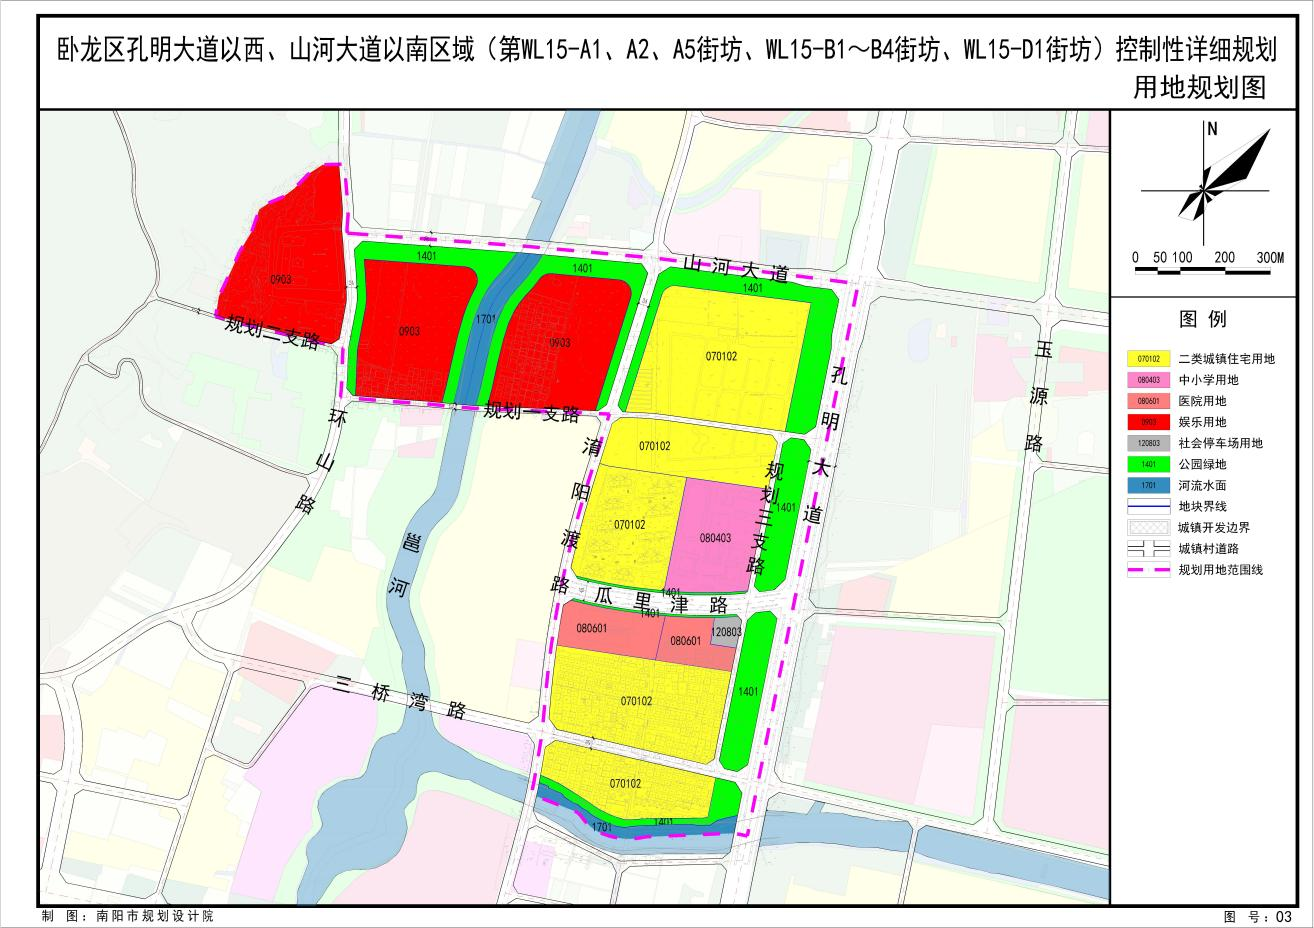 卧龙区孔明大道以西、山河大道以南区域（第WL15-A1、A2、A5街坊、WL15-B1～B4街坊、WL15-D1街坊）控制性详细规划
用地规划图
N
0 50 100 200 300M
图 例
070102 二类城镇住宅用地
080403 中小学用地
080601 医院用地
0903 娱乐用地
120803 社会停车场用地
1401 公园绿地
1701 河流水面
地块界线
城镇开发边界
城镇村道路
规划用地范围线
0903
1401
1401
山河大道
1401
规划二支路
0903
1701
0903
070102
孔明大道
玉源路
环山路
规划一支路
070102
淯阳渡路
规划三支路
1401
070102
080403
邕河
1401
瓜里津路
1401
080601
080601
120803
070102
1401
三桥湾路
070102
1401
1701
制 图：南阳市规划设计院
图 号：03